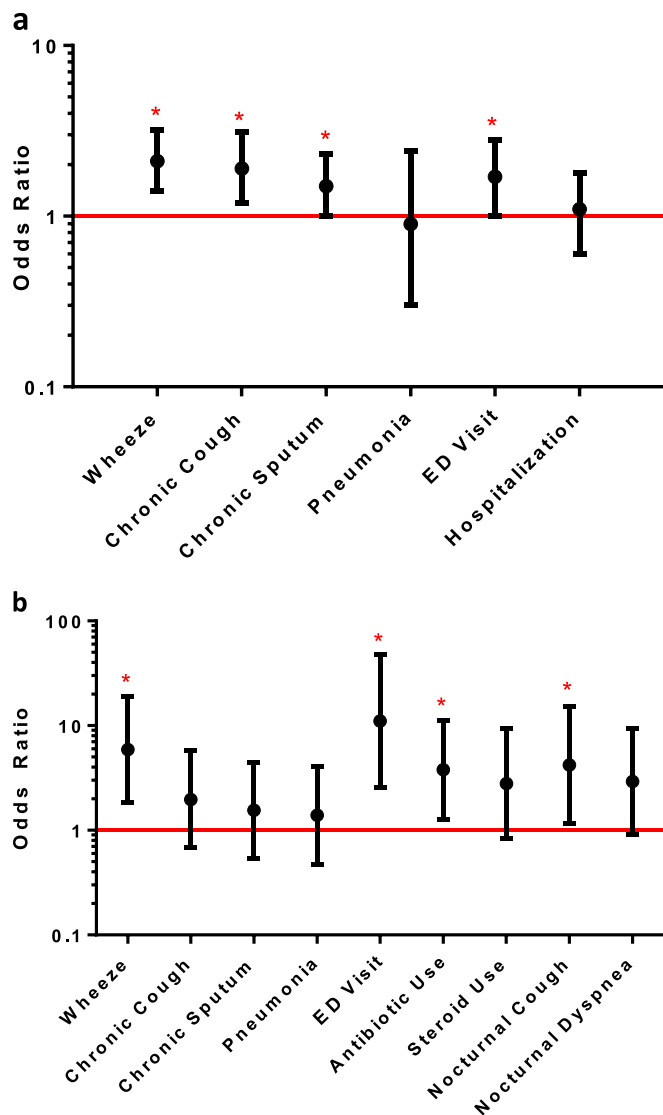 a
10
1
0.1
Odds Ratio
* * * *
Wheeze
Chronic Cough
Chronic Sputum
Pneumonia
ED Visit
Hospitalization
b
100
10
1
0.1
Odds Ratio
* * * *
Wheeze
Chronic Cough
Chronic Sputum
Pneumonia
ED Visit
Antibiotic Use
Steroid Use
Nocturnal Cough
Nocturnal Dyspnea